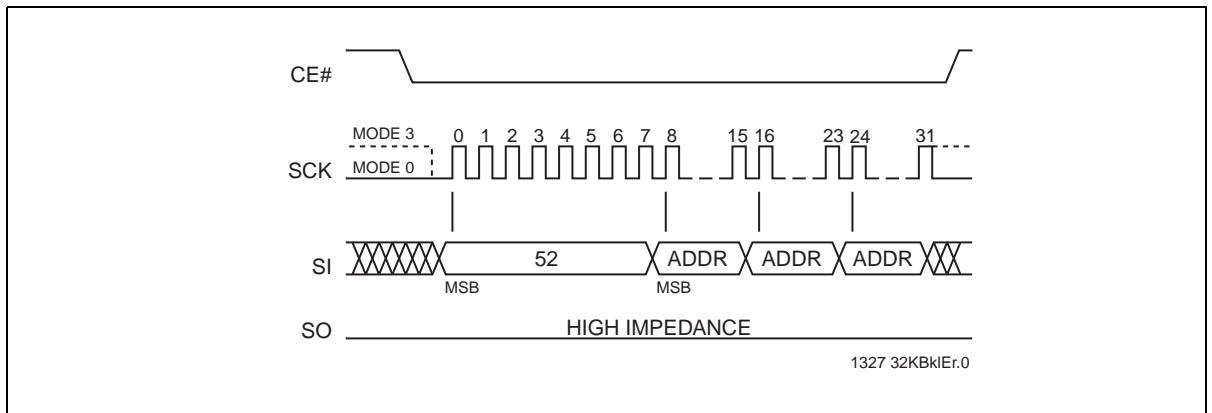 CE#
MODE 3
0 1 2 3 4 5 6 7 8 15 16 23 24 31
SCK MODE 0
SI 52 ADDR ADDR ADDR
MSB MSB
SO HIGH IMPEDANCE
1327 32KBklEr.0